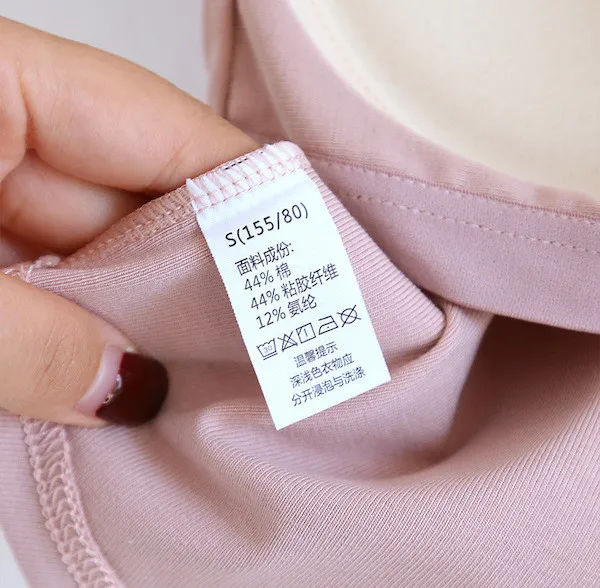 S(155/80)
面料成份:
44% 棉
44% 粘胶纤维
12% 氨纶
温馨提示
深浅色衣物应
分开浸泡与洗涤